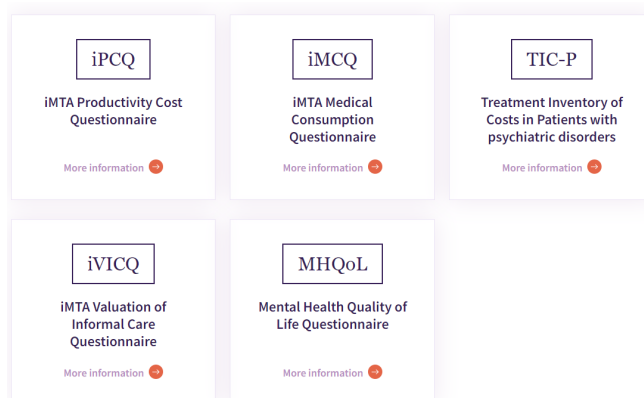 iPCQ
iMTA Productivity Cost
Questionnaire
More information
iMCQ
iMTA Medical
Consumption
Questionnaire
More information
TIC-P
Treatment Inventory of
Costs in Patients with
psychiatric disorders
More information
iVICQ
iMTA Valuation of
Informal Care
Questionnaire
More information
MHQoL
Mental Health Quality of
Life Questionnaire
More information